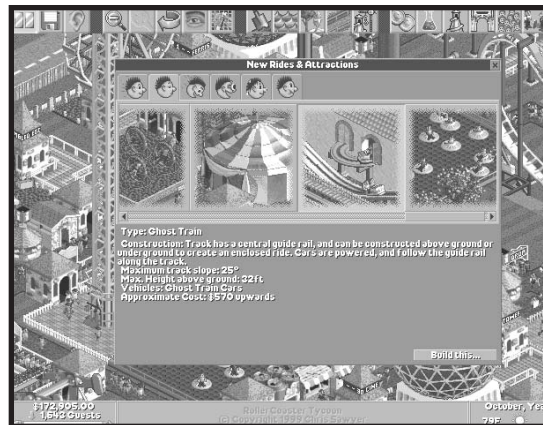 New Rides & Attractions
Type: Ghost Train
Construction: Track has a central guide rail, and can be constructed above ground or
underground to create an enclosed ride. Cars are powered, and follow the guide rail
along the track.
Maximum track slope: 25°
Max. Height above ground: 32ft
Vehicles: Ghost Train Cars
Approximate Cost: $570 upwards
Build this...
$172,905.00
1,643 Guests
Roller Coaster Tycoon
(c) Copyright 1999 Chris Sawyer
October, Yea
79F